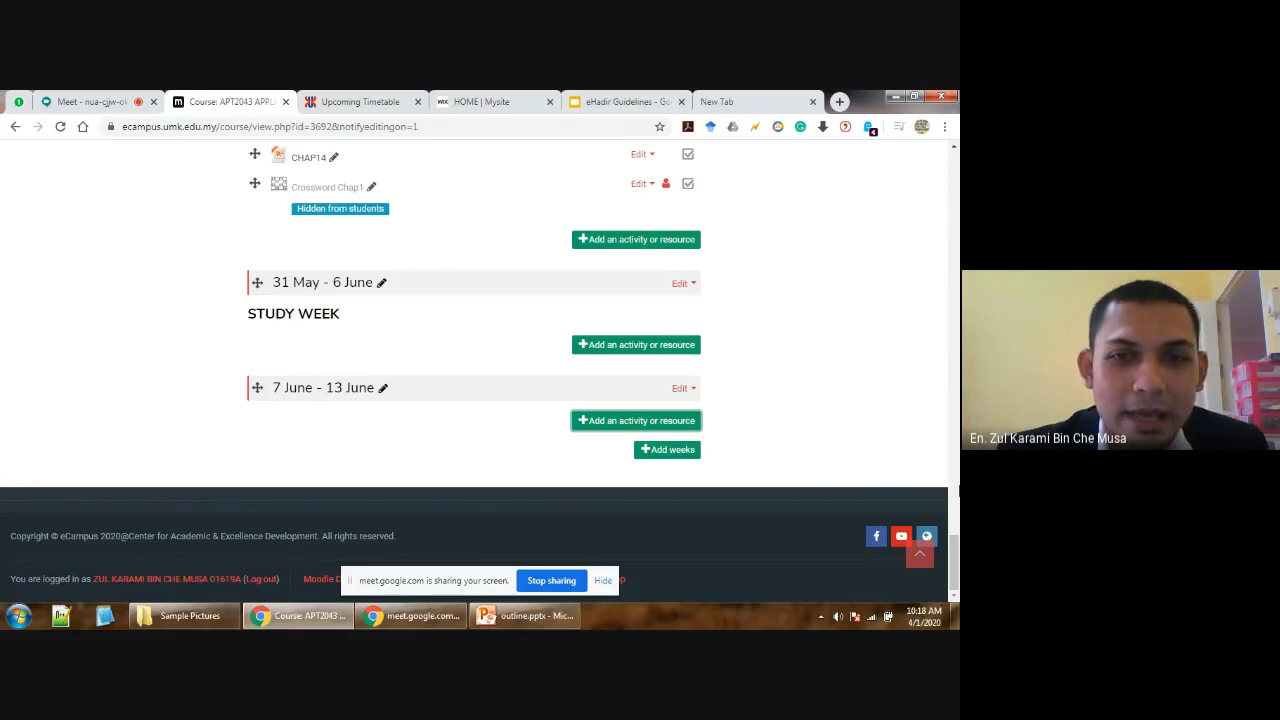 Meet - nua-cjjw-ol
Course: APT2043 APPLI
Upcoming Timetable
WIX HOME | Mysite
eHadir Guidelines - Go
New Tab
ecampus.umk.edu.my/course/view.php?id=3692&notifyeditingon=1
4
CHAP14
Edit
Crossword Chap1
Edit
Hidden from students
Add an activity or resource
31 May - 6 June
Edit
STUDY WEEK
Add an activity or resource
7 June - 13 June
Edit
Add an activity or resource
En. Zul Karami Bin Che Musa
Add weeks
Copyright © eCampus 2020@Center for Academic & Excellence Development. All rights reserved.
You are logged in as ZUL KARAMI BIN CHE MUSA 01619A (Log out)
meet.google.com is sharing your screen.
Stop sharing
Hide
Sample Pictures
Course: APT2043 ...
meet.google.com...
outline.pptx - Mic...
10:18 AM
4/1/2020